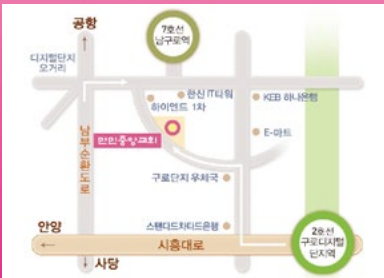 공항
7호선
남구로역
디지털단지
오거리
한신 IT타워
하이엔드 1차
KEB 하나은행
만민중앙교회
E-마트
남부순환도로
구로단지 우체국
스탠다드차타드은행
2호선
구로디지털
단지역
안양
시흥대로
사당